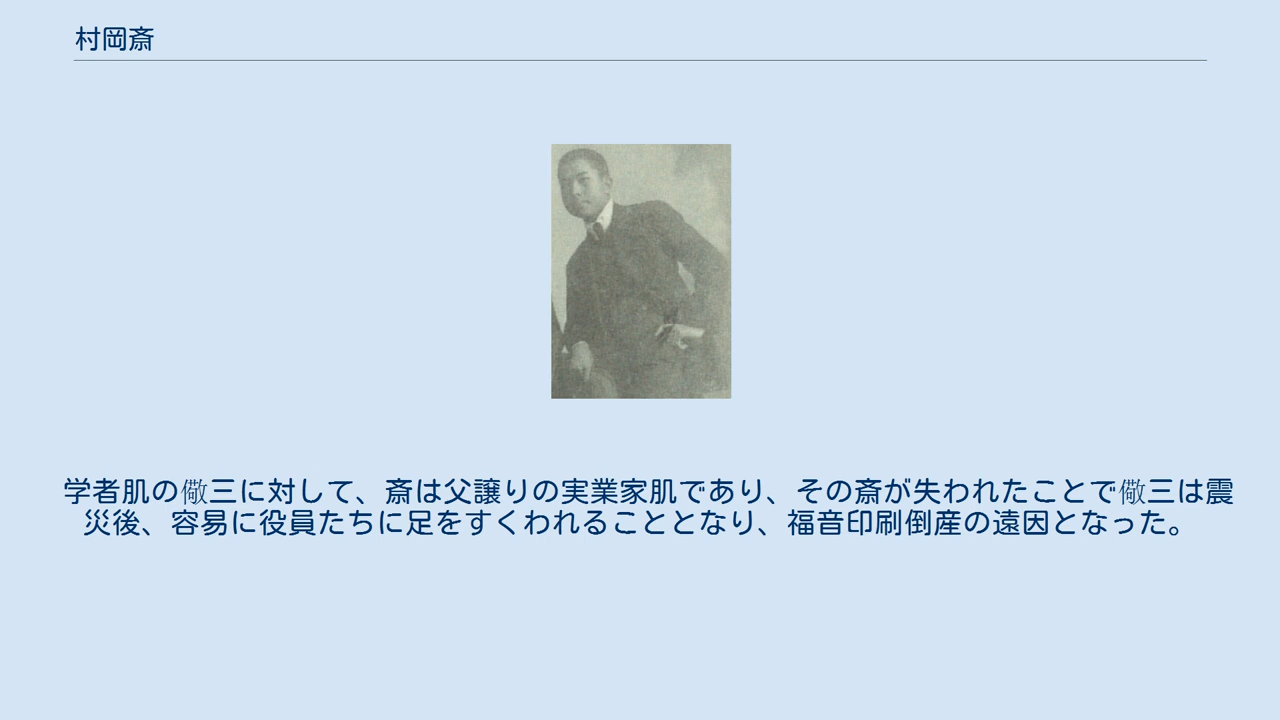 村岡斎
学者肌の儆三に対して、斎は父譲りの実業家肌であり、その斎が失われたことで儆三は震
災後、容易に役員たちに足をすくわれることとなり、福音印刷倒産の遠因となった。